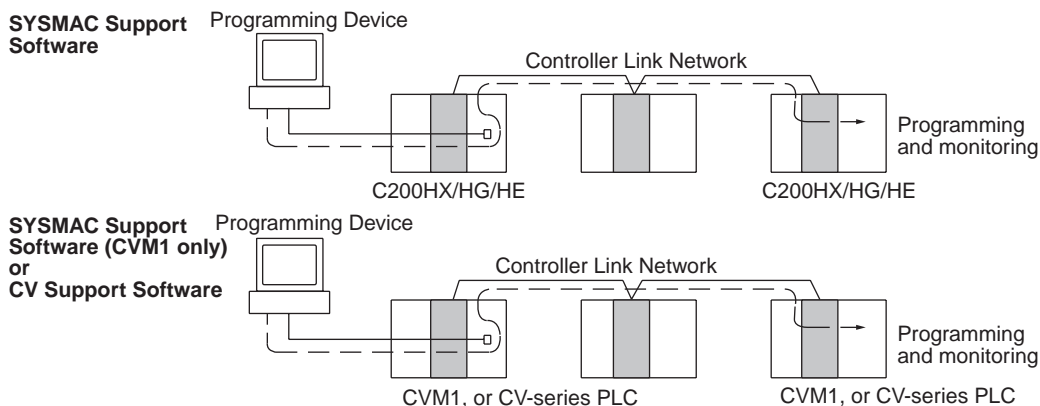 SYSMAC Support
Software
Programming Device
Controller Link Network
Programming
and monitoring
C200HX/HG/HE
C200HX/HG/HE
SYSMAC Support
Software (CVM1 only)
or
CV Support Software
Programming Device
Controller Link Network
Programming
and monitoring
CVM1, or CV-series PLC
CVM1, or CV-series PLC